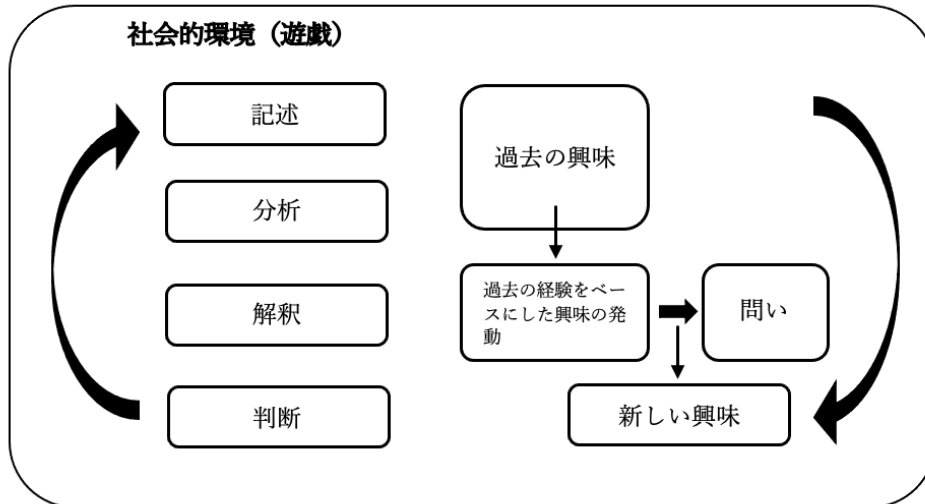 社会的環境（遊戯）
記述
分析
解釈
判断
過去の興味
過去の経験をベー
スにした興味の発
動
問い
新しい興味